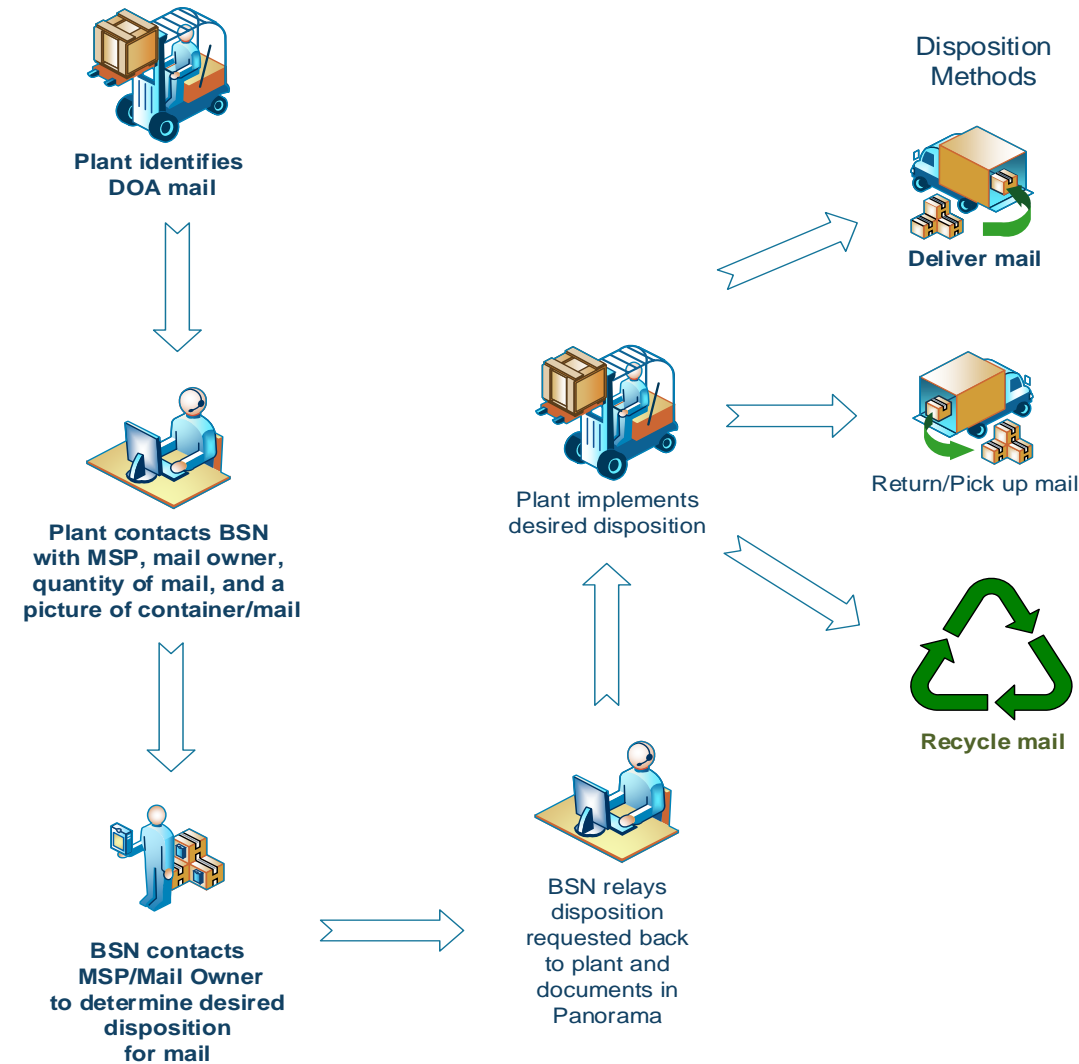 Plant identifies
DOA mail
Plant contacts BSN
with MSP, mail owner,
quantity of mail, and a
picture of container/mail
BSN contacts
MSP/Mail Owner
to determine desired
disposition
for mail
BSN relays
disposition
requested back
to plant and
documents in
Panorama
Plant implements
desired disposition
Disposition
Methods
Deliver mail
Return/Pick up mail
Recycle mail